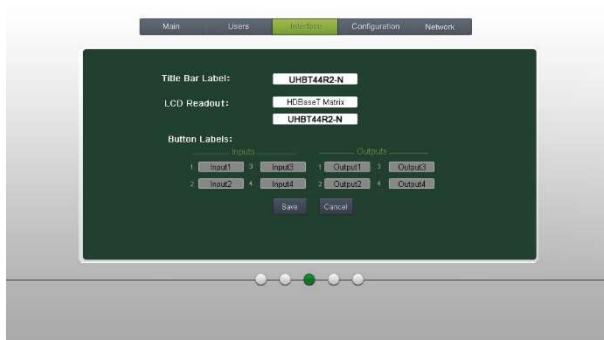 Main Users Interface Configuration Network
Title Bar Label: UHBT44R2-N
LCD Readout: HDBaseT Matrix
UHBT44R2-N
Button Labels:
Inputs Outputs
1 Input1 3 Input3 1 Output1 3 Output3
2 Input2 4 Input4 2 Output2 4 Output4
Save Cancel